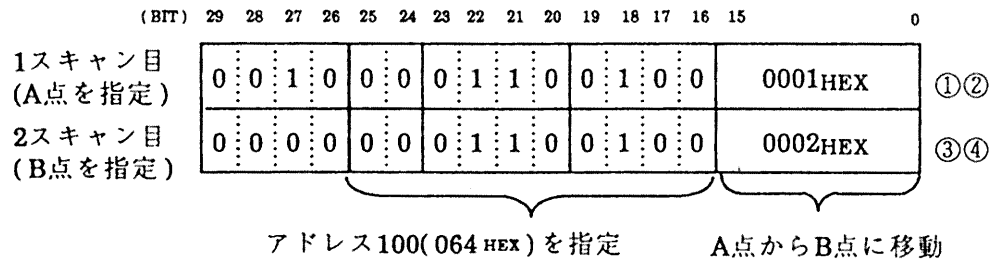 (BIT) 29 28 27 26 25 24 23 22 21 20 19 18 17 16 15 0
1スキャン目 0 0 1 0 0 0 0 1 1 0 0 1 0 0 0001HEX ①②
(A点を指定)
2スキャン目 0 0 0 0 0 0 0 1 1 0 0 1 0 0 0002HEX ③④
(B点を指定)
アドレス100(064 HEX)を指定 A点からB点に移動